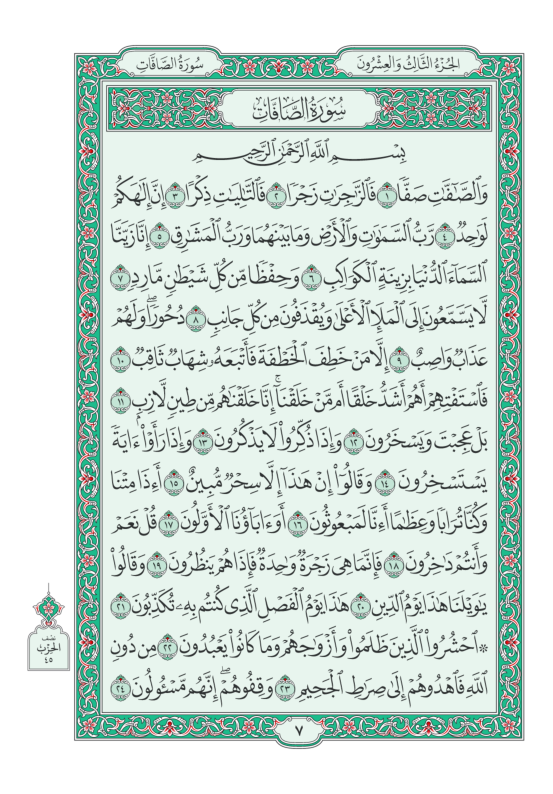 سُورَةُ الصَّافَّاتِ
الجُزْءُ الثَّالِثُ وَالعِشْرُونَ
سُورَةُ الصَّافَّاتِ
بِسْمِ ٱللَّهِ ٱلرَّحْمَٰنِ ٱلرَّحِيمِ
وَٱلصَّٰٓفَّٰتِ صَفّٗا ١ فَٱلزَّٰجِرَٰتِ زَجۡرٗا ٢ فَٱلتَّٰلِيَٰتِ ذِكۡرًا ٣ إِنَّ إِلَٰهَكُمۡ
لَوَٰحِدٞ ٤ رَّبُّ ٱلسَّمَٰوَٰتِ وَٱلۡأَرۡضِ وَمَا بَيۡنَهُمَا وَرَبُّ ٱلۡمَشَٰرِقِ ٥ إِنَّا زَيَّنَّا
ٱلسَّمَآءَ ٱلدُّنۡيَا بِزِينَةٍ ٱلۡكَوَاكِبِ ٦ وَحِفۡظٗا مِّن كُلِّ شَيۡطَٰنٖ مَّارِدٖ ٧
لَّا يَسَّمَّعُونَ إِلَى ٱلۡمَلَإِ ٱلۡأَعۡلَىٰ وَيُقۡذَفُونَ مِن كُلِّ جَانِبٖ ٨ دُحُورٗاۖ وَلَهُمۡ
عَذَابٞ وَاصِبٌ ٩ إِلَّا مَنۡ خَطِفَ ٱلۡخَطۡفَةَ فَأَتۡبَعَهُۥ شِهَابٞ ثَاقِبٞ ١٠
فَٱسۡتَفۡتِهِمۡ أَهُمۡ أَشَدُّ خَلۡقًا أَم مَّنۡ خَلَقۡنَآۚ إِنَّا خَلَقۡنَٰهُم مِّن طِينٖ لَّازِبِۭ ١١
بَلۡ عَجِبۡتَ وَيَسۡخَرُونَ ١٢ وَإِذَا ذُكِّرُواْ لَا يَذۡكُرُونَ ١٣ وَإِذَا رَأَوۡاْ ءَايَةٗ
يَسۡتَسۡخِرُونَ ١٤ وَقَالُوٓاْ إِنۡ هَٰذَآ إِلَّا سِحۡرٞ مُّبِينٌ ١٥ أَءِذَا مِتۡنَا
وَكُنَّا تُرَابٗا وَعِظَٰمًا أَءِنَّا لَمَبۡعُوثُونَ ١٦ أَوَءَابَآؤُنَا ٱلۡأَوَّلُونَ ١٧ قُلۡ نَعَمۡ
وَأَنتُمۡ دَٰخِرُونَ ١٨ فَإِنَّمَا هِيَ زَجۡرَةٞ وَٰحِدَةٞ فَإِذَا هُمۡ يَنظُرُونَ ١٩ وَقَالُواْ
يَٰوَيۡلَنَا هَٰذَا يَوۡمُ ٱلدِّينِ ٢٠ هَٰذَا يَوۡمُ ٱلۡفَصۡلِ ٱلَّذِي كُنتُم بِهِۦ تُكَذِّبُونَ ٢١
۞ ٱحۡشُرُواْ ٱلَّذِينَ ظَلَمُواْ وَأَزۡوَٰجَهُمۡ وَمَا كَانُواْ يَعۡبُدُونَ ٢٢ مِن دُونِ
ٱللَّهِ فَٱهۡدُوهُمۡ إِلَىٰ صِرَٰطِ ٱلۡجَحِيمِ ٢٣ وَقِفُوهُمۡۖ إِنَّهُم مَّسۡـُٔولُونَ ٢٤
نصف
الحزب
٤٥
٧